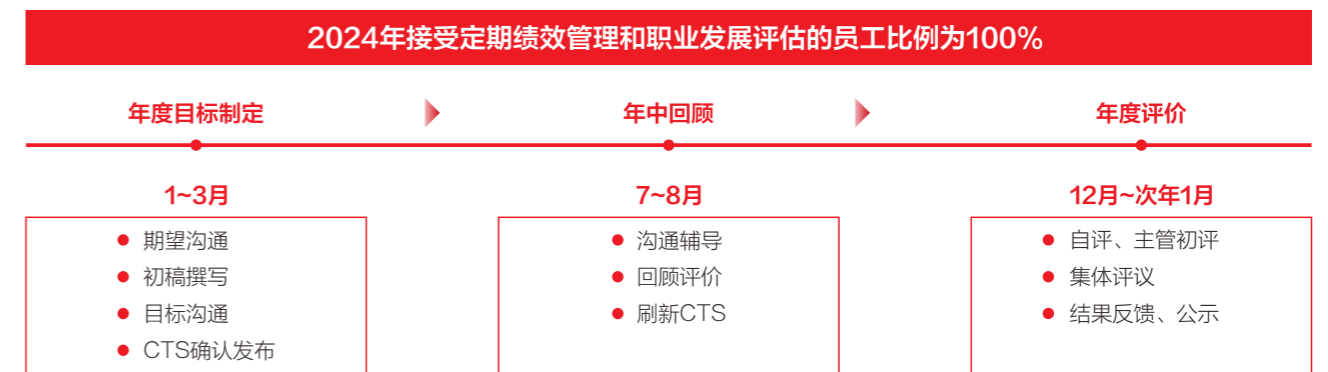 2024年接受定期绩效管理和职业发展评估的员工比例为100%
年度目标制定
年中回顾
年度评价
1~3月
7~8月
12月~次年1月
期望沟通
初稿撰写
目标沟通
CTS确认发布
沟通辅导
回顾评价
刷新CTS
自评、主管初评
集体评议
结果反馈、公示